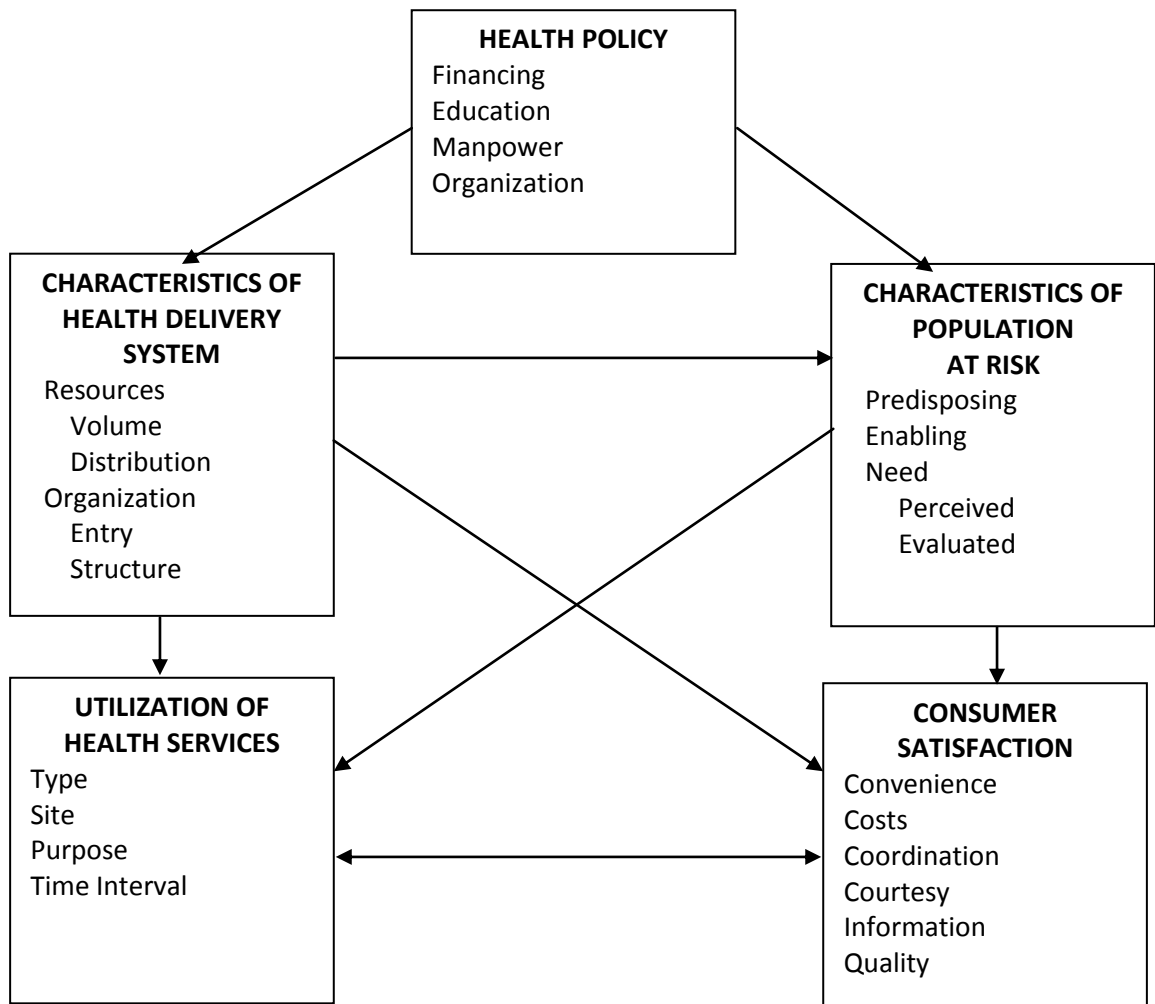 HEALTH POLICY
Financing
Education
Manpower
Organization
CHARACTERISTICS OF
HEALTH DELIVERY
SYSTEM
Resources
Volume
Distribution
Organization
Entry
Structure
CHARACTERISTICS OF
POPULATION
AT RISK
Predisposing
Enabling
Need
Perceived
Evaluated
UTILIZATION OF
HEALTH SERVICES
Type
Site
Purpose
Time Interval
CONSUMER
SATISFACTION
Convenience
Costs
Coordination
Courtesy
Information
Quality